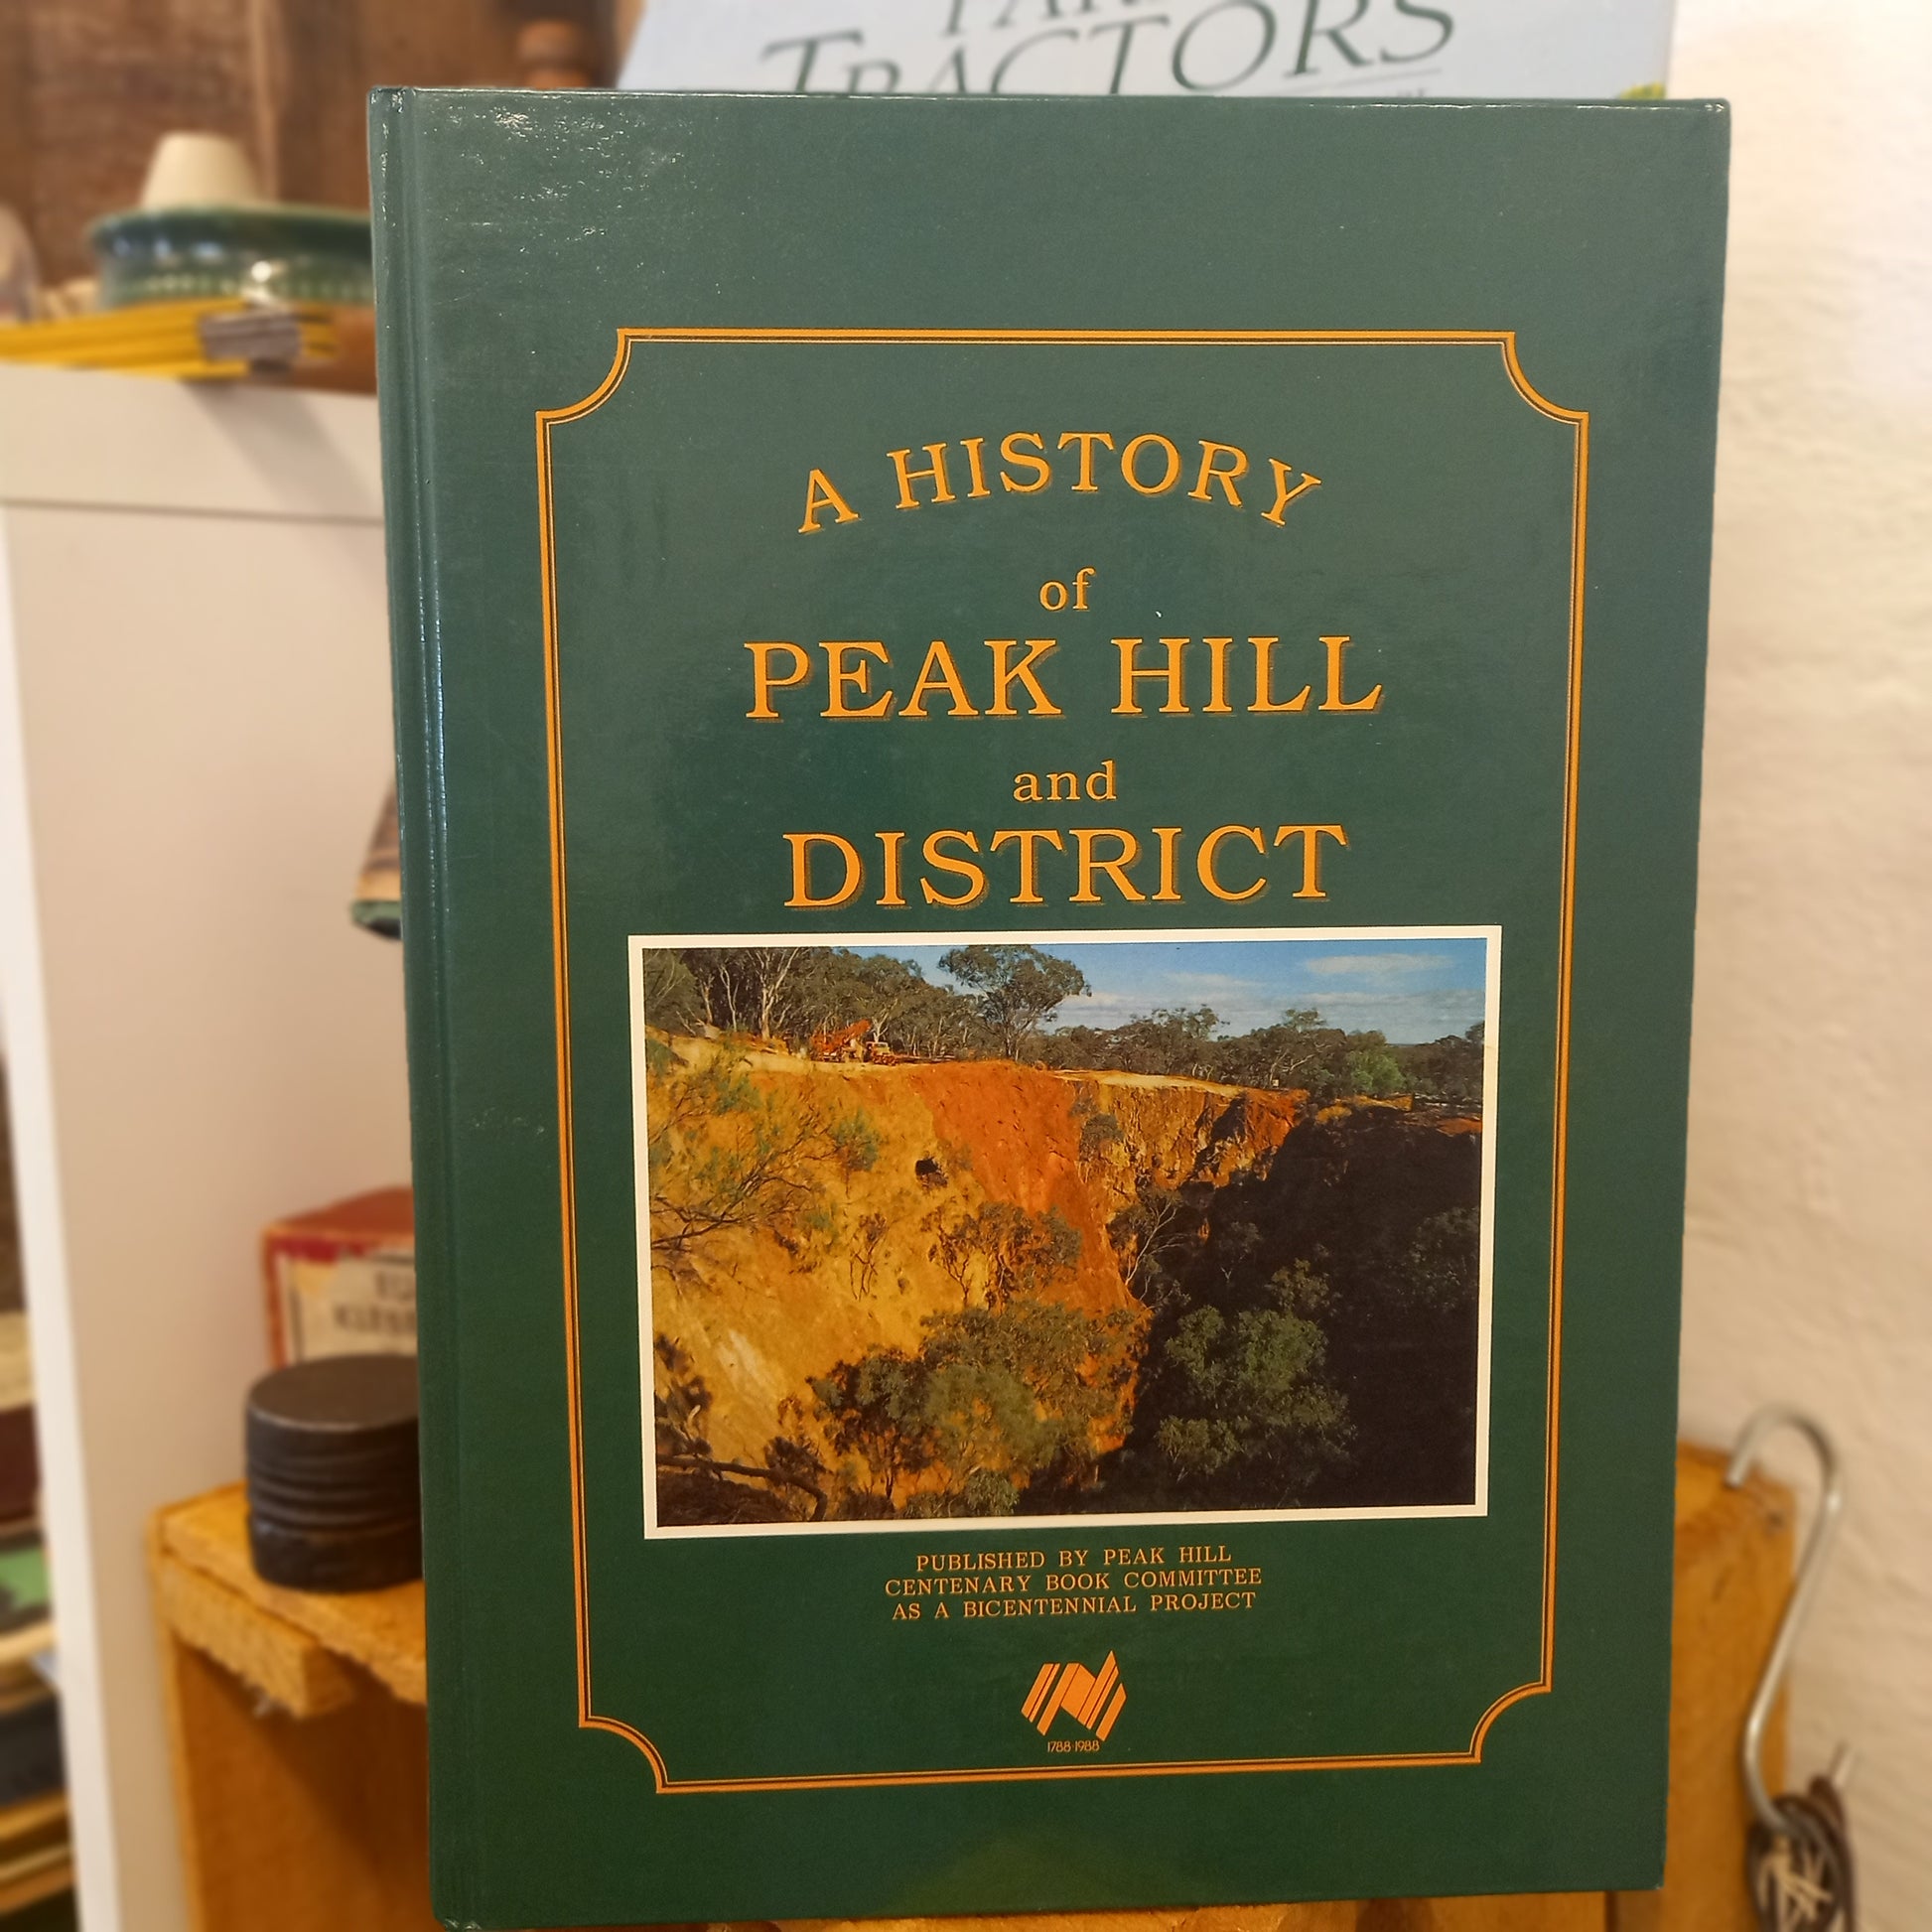 TRACTORS
A HISTORY
of
PEAK HILL
and
DISTRICT
PUBLISHED BY PEAK HILL
CENTENARY BOOK COMMITTEE
AS A BICENTENNIAL PROJECT
1788-1988